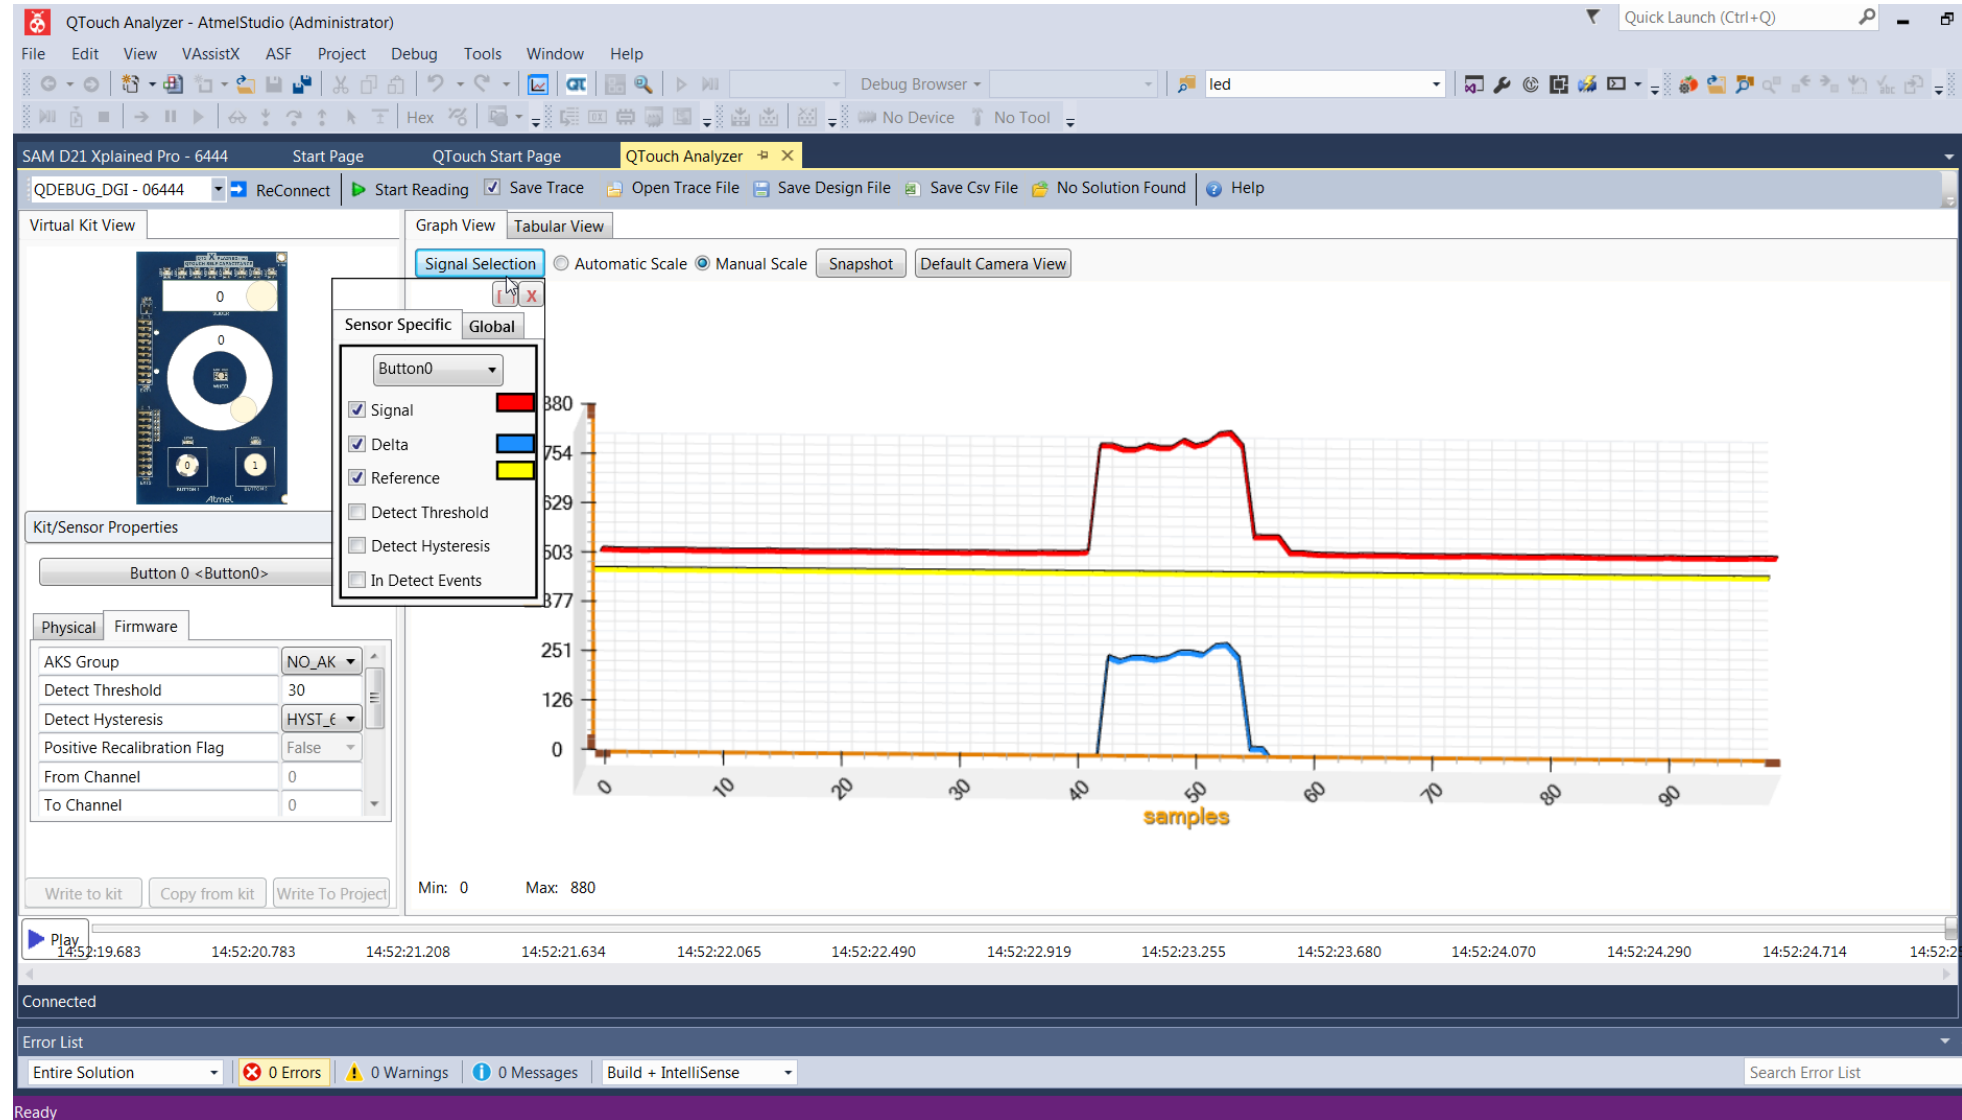 QTouch Analyzer - AtmelStudio (Administrator)
Quick Launch (Ctrl+Q)
File Edit View VAssistX ASF Project Debug Tools Window Help
Debug Browser
led
Hex
No Device
No Tool
SAM D21 Xplained Pro - 6444
Start Page
QTouch Start Page
QTouch Analyzer
QDEBUG_DGI - 06444
ReConnect
Start Reading
Save Trace
Open Trace File
Save Design File
Save Csv File
No Solution Found
Help
Virtual Kit View
Graph View
Tabular View
Signal Selection
Automatic Scale
Manual Scale
Snapshot
Default Camera View
0
0
0
1
Atmel
X
Sensor Specific
Global
Button0
Signal
Delta
Reference
Detect Threshold
Detect Hysteresis
In Detect Events
880
754
629
503
377
251
126
0
0 10 20 30 40 50 60 70 80 90
samples
Kit/Sensor Properties
Button 0 <Button0>
Physical
Firmware
AKS Group NO_AK
Detect Threshold 30
Detect Hysteresis HYST_6
Positive Recalibration Flag False
From Channel 0
To Channel 0
Write to kit
Copy from kit
Write To Project
Min: 0 Max: 880
Play
14:52:19.683 14:52:20.783 14:52:21.208 14:52:21.634 14:52:22.065 14:52:22.490 14:52:22.919 14:52:23.255 14:52:23.680 14:52:24.070 14:52:24.290 14:52:24.714 14:52:2
Connected
Error List
Entire Solution
0 Errors
0 Warnings
0 Messages
Build + IntelliSense
Search Error List
Ready